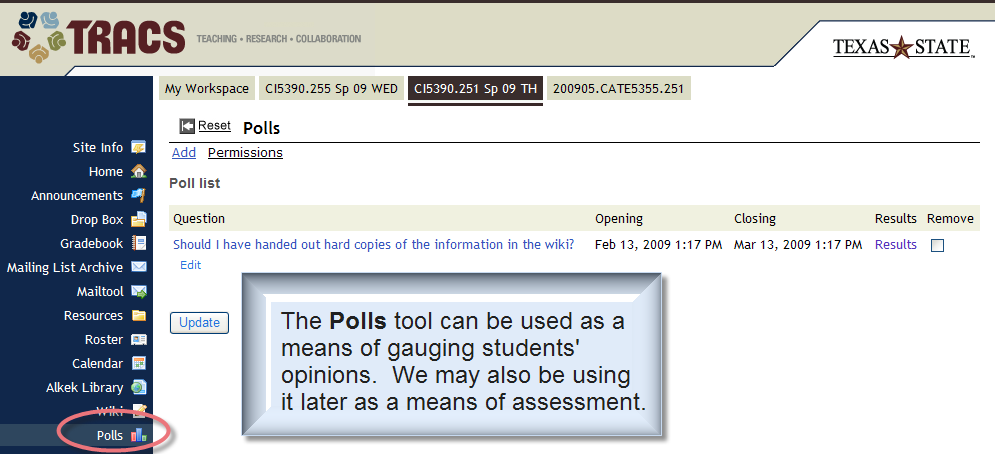 TRACS TEACHING • RESEARCH • COLLABORATION
TEXAS STATE
My Workspace CI5390.255 Sp 09 WED CI5390.251 Sp 09 TH 200905.CATE5355.251
Reset Polls
Add Permissions
Poll list
Question Opening Closing Results Remove
Should I have handed out hard copies of the information in the wiki? Feb 13, 2009 1:17 PM Mar 13, 2009 1:17 PM Results
Edit
Update
The Polls tool can be used as a
means of gauging students'
opinions. We may also be using
it later as a means of assessment.
Site Info
Home
Announcements
Drop Box
Gradebook
Mailing List Archive
Mailtool
Resources
Roster
Calendar
Alkek Library
Wiki
Polls